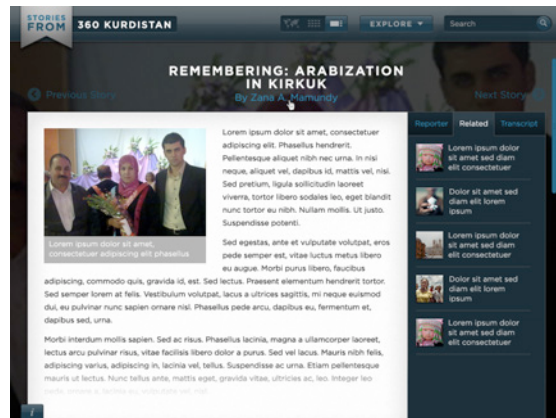 STORIES
FROM
360 KURDISTAN
EXPLORE
Search
REMEMBERING: ARABIZATION
IN KIRKUK
By Zana A. Mamundy
Previous Story
Next Story
Lorem ipsum dolor sit amet, consectetuer
adipiscing elit. Phasellus hendrerit.
Pellentesque aliquet nibh nec urna. In nisi
neque, aliquet vel, dapibus id, mattis vel, nisi.
Sed pretium, ligula sollicitudin laoreet
viverra, tortor libero sodales leo, eget blandit
nunc tortor eu nibh. Nullam mollis. Ut justo.
Suspendisse potenti.
Lorem ipsum dolor sit amet,
consectetuer adipiscing elit phasellus
Sed egestas, ante et vulputate volutpat, eros
pede semper est, vitae luctus metus libero
eu augue. Morbi purus libero, faucibus
adipiscing, commodo quis, gravida id, est. Sed lectus. Praesent elementum hendrerit tortor.
Sed semper lorem at felis. Vestibulum volutpat, lacus a ultrices sagittis, mi neque euismod
dui, eu pulvinar nunc sapien ornare nisl. Phasellus pede arcu, dapibus eu, fermentum et,
dapibus sed, urna.
Morbi interdum mollis sapien. Sed ac risus. Phasellus lacinia, magna a ullamcorper laoreet,
lectus arcu pulvinar risus, vitae facilisis libero dolor a purus. Sed vel lacus. Mauris nibh felis,
adipiscing varius, adipiscing in, lacinia vel, tellus. Suspendisse ac urna. Etiam pellentesque
mauris ut lectus. Nunc tellus ante, mattis eget, gravida vitae, ultricies ac, leo. Integer leo
Reporter
Related
Transcript
Lorem ipsum dolor
sit amet sed diam
elit consectetuer
Dolor sit amet sed
diam elit lorem
ipsum
Lorem ipsum dolor
sit amet sed diam
elit consectetuer
Dolor sit amet sed
diam elit lorem
ipsum
Lorem ipsum dolor
sit amet sed diam
elit consectetuer
i